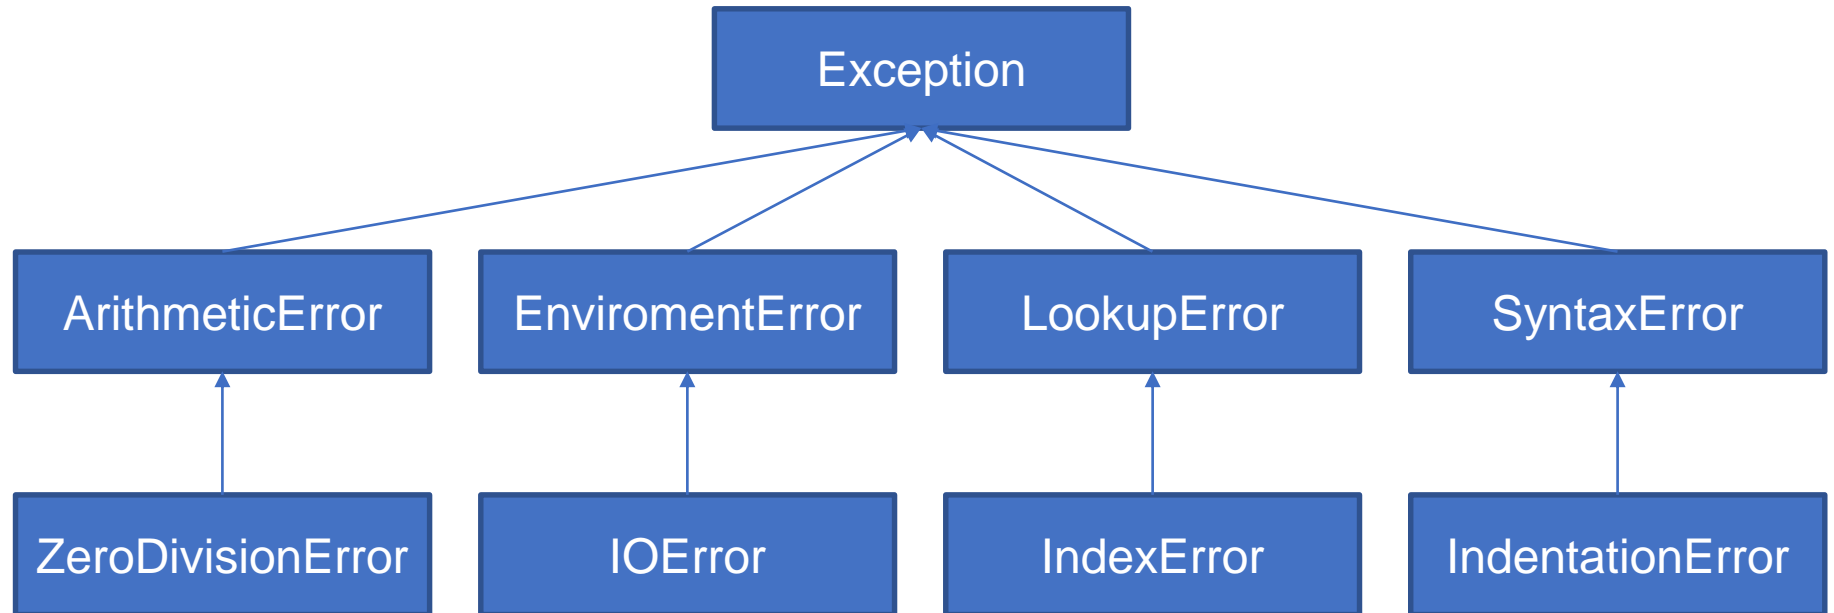 Exception
ArithmeticError
EnviromentError
LookupError
SyntaxError
ZeroDivisionError
IOError
IndexError
IndentationError